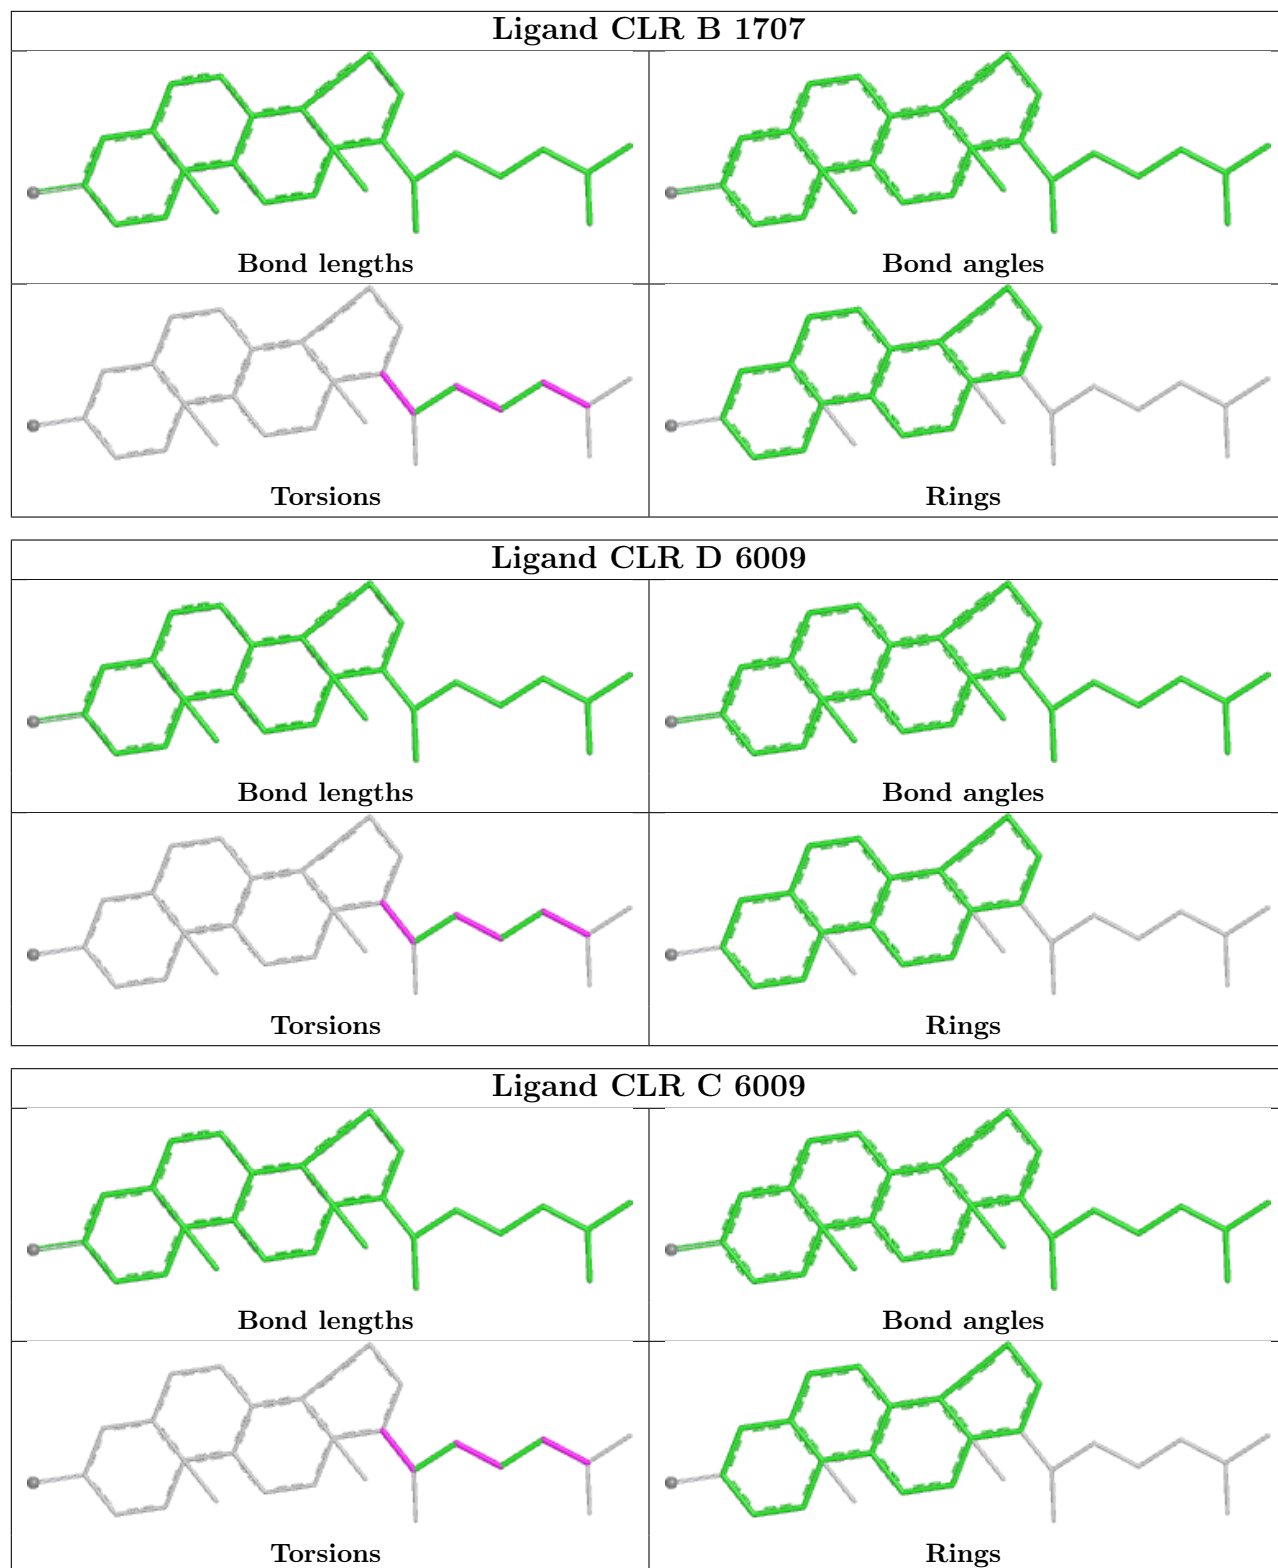 Ligand CLR B 1707
Bond lengths
Bond angles
Torsions
Rings
Ligand CLR D 6009
Bond lengths
Bond angles
Torsions
Rings
Ligand CLR C 6009
Bond lengths
Bond angles
Torsions
Rings